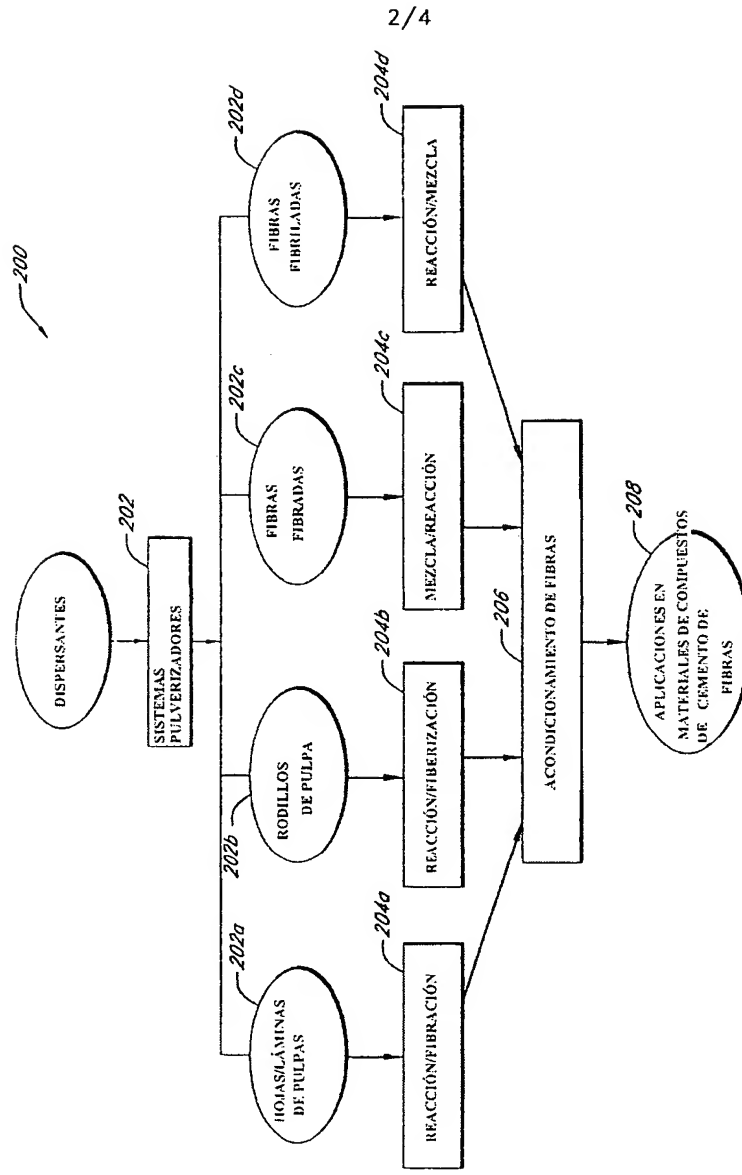 2/4
200
DISPERSANTES
202
SISTEMAS
PULVERIZADORES
202a
HOJAS/LÁMINAS
DE PULPAS
202b
RODILLOS
DE PULPA
202c
FIBRAS
FIBRADAS
202d
FIBRAS
FIBRILADAS
204a
REACCIÓN/FIBRACIÓN
204b
REACCIÓN/FIBERIZACIÓN
204c
MEZCLA/REACCIÓN
204d
REACCIÓN/MEZCLA
206
ACONDICIONAMIENTO DE FIBRAS
208
APLICACIONES EN
MATERIALES DE COMPUESTOS
DE CEMENTO DE
FIBRAS